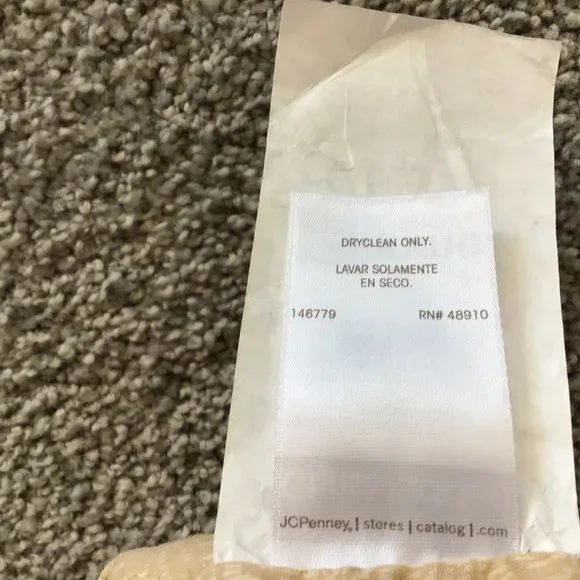 DRYCLEAN ONLY.
LAVAR SOLAMENTE
EN SECO.
146779 RN# 48910
JCPenney® | stores | catalog | .com